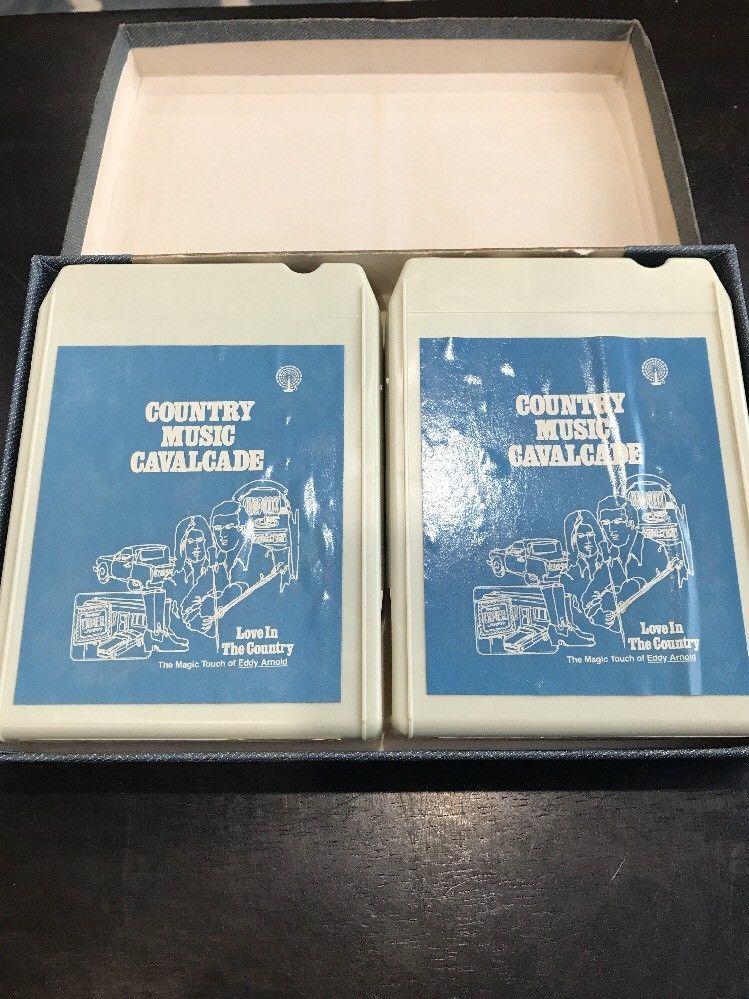 COUNTRY
MUSIC
CAVALCADE
Love In
The Country
The Magic Touch of Eddy Arnold
COUNTRY
MUSIC
CAVALCADE
Love In
The Country
The Magic Touch of Eddy Arnold